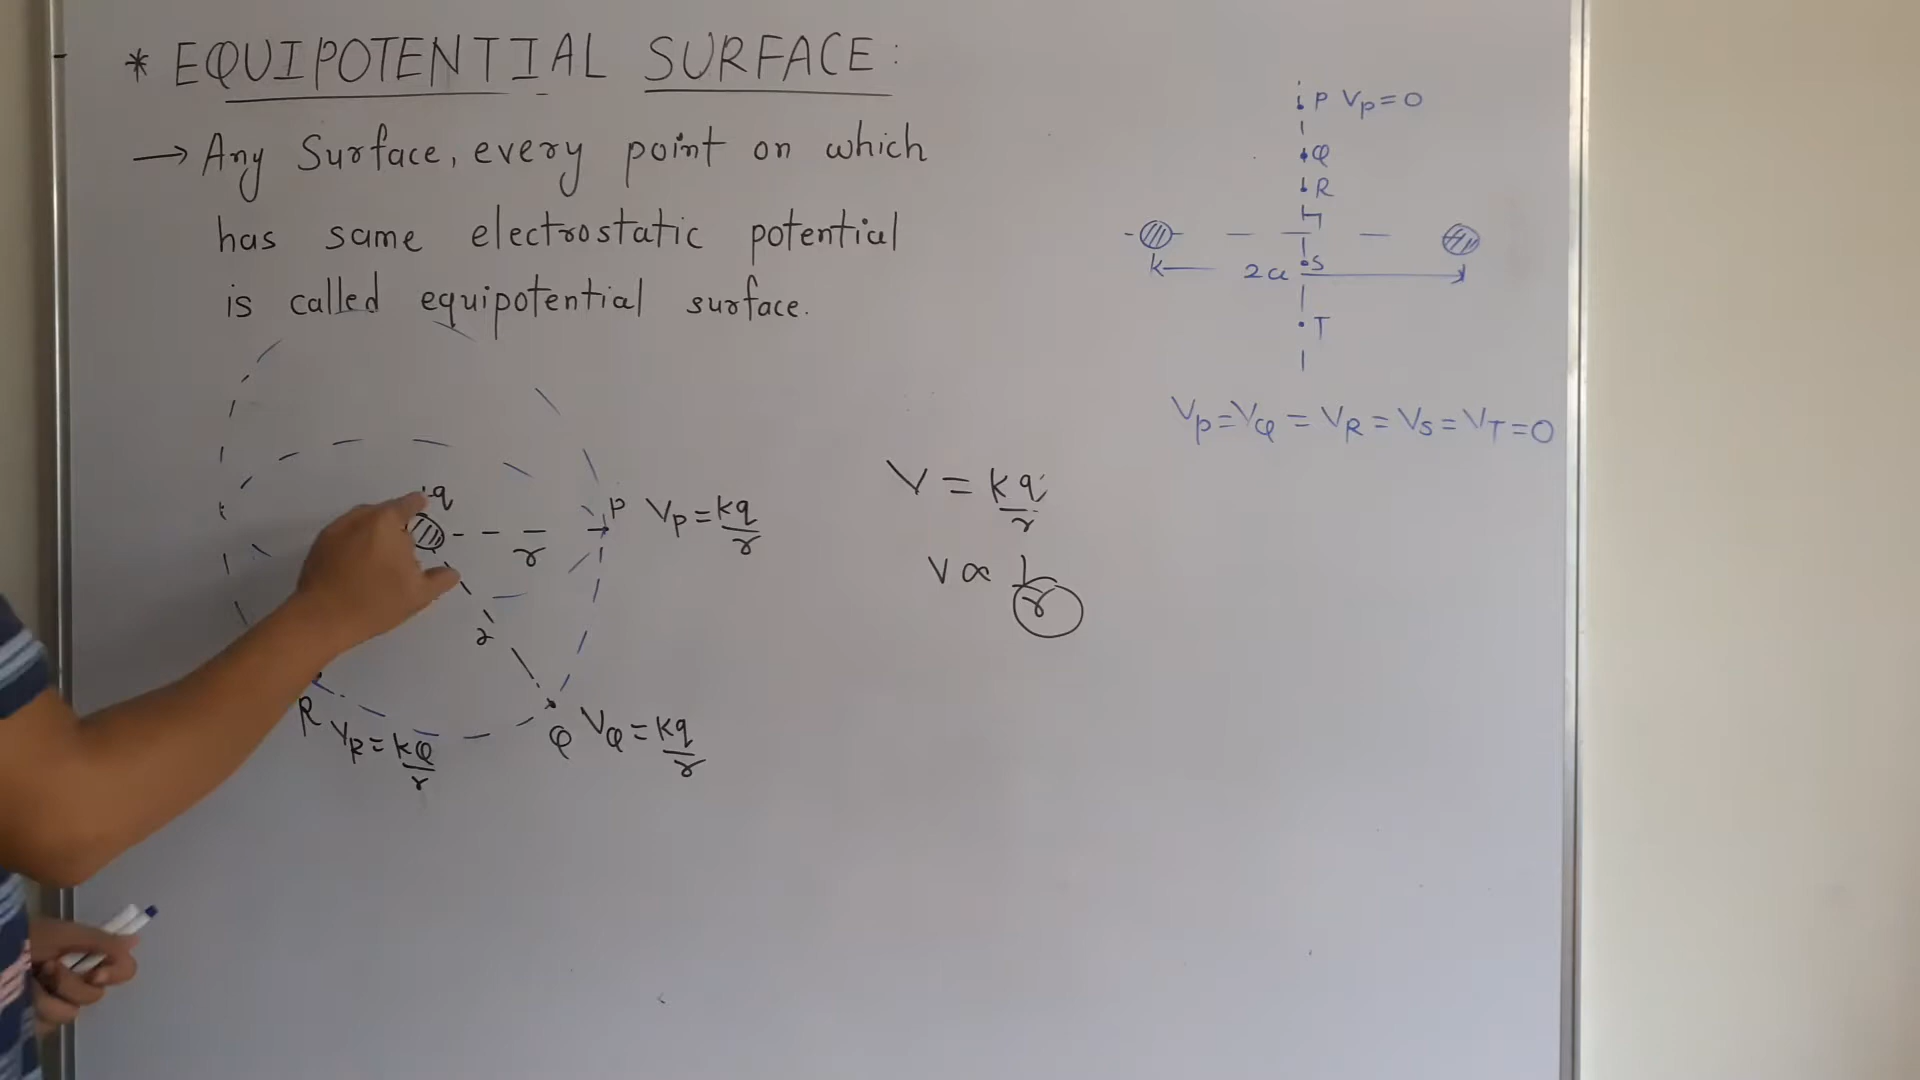 * EQUIPOTENTIAL SURFACE:
→ Any Surface, every point on which
has same electrostatic potential
is called equipotential surface.
P Vp = 0
Q
R
S
2a
T
Vp = VQ = VR = VS = VT = 0
q
r
P Vp = kq/r
r
Q VQ = kq/r
R
VR = kQ/r
V = kq/r
V ∝ 1/r